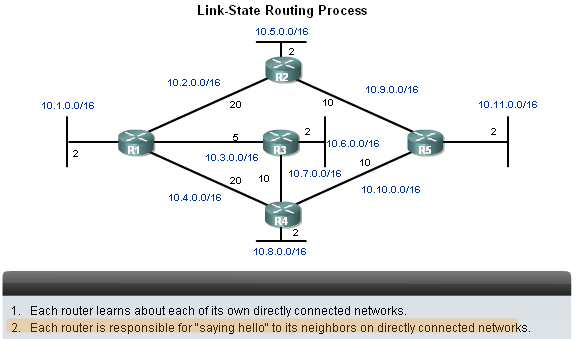 Link-State Routing Process
10.5.0.0/16
2
R2
10.2.0.0/16
10.9.0.0/16
20
10
10.1.0.0/16
10.11.0.0/16
R1
2
5
R3
2
10.6.0.0/16
R5
2
10.3.0.0/16
10.7.0.0/16
10
20
10
10.4.0.0/16
10.10.0.0/16
R4
2
10.8.0.0/16
1. Each router learns about each of its own directly connected networks.
2. Each router is responsible for "saying hello" to its neighbors on directly connected networks.